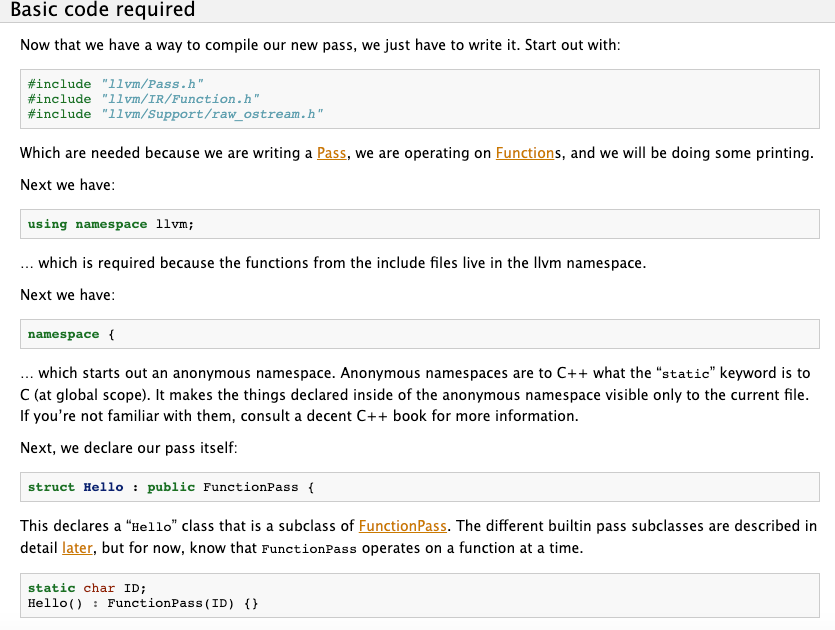 Basic code required
Now that we have a way to compile our new pass, we just have to write it. Start out with:
#include "llvm/Pass.h"
#include "llvm/IR/Function.h"
#include "llvm/Support/raw_ostream.h"
Which are needed because we are writing a Pass, we are operating on Functions, and we will be doing some printing.
Next we have:
using namespace llvm;
… which is required because the functions from the include files live in the llvm namespace.
Next we have:
namespace {
… which starts out an anonymous namespace. Anonymous namespaces are to C++ what the “static” keyword is to
C (at global scope). It makes the things declared inside of the anonymous namespace visible only to the current file.
If you’re not familiar with them, consult a decent C++ book for more information.
Next, we declare our pass itself:
struct Hello : public FunctionPass {
This declares a “Hello” class that is a subclass of FunctionPass. The different builtin pass subclasses are described in
detail later, but for now, know that FunctionPass operates on a function at a time.
static char ID;
Hello() : FunctionPass(ID) {}